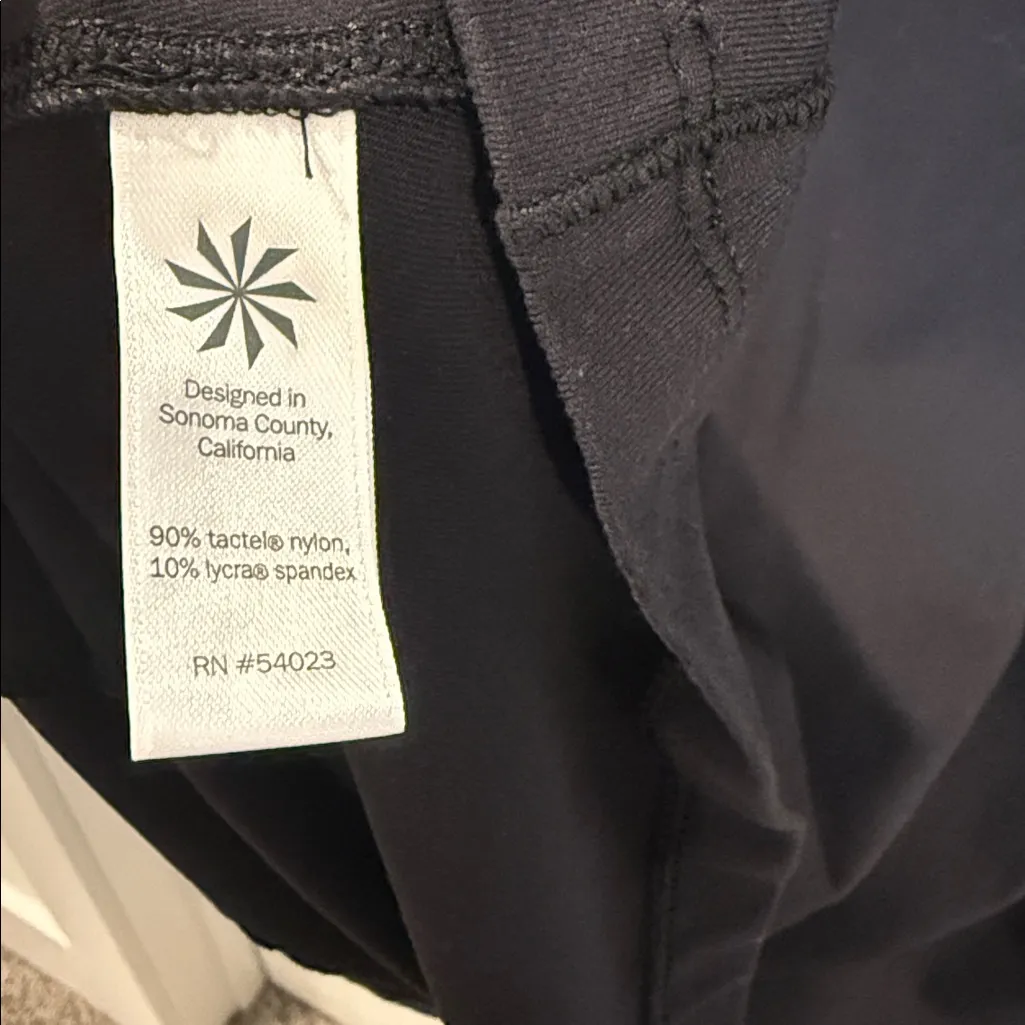 Designed in
Sonoma County,
California
90% tactel® nylon,
10% lycra® spandex
RN #54023